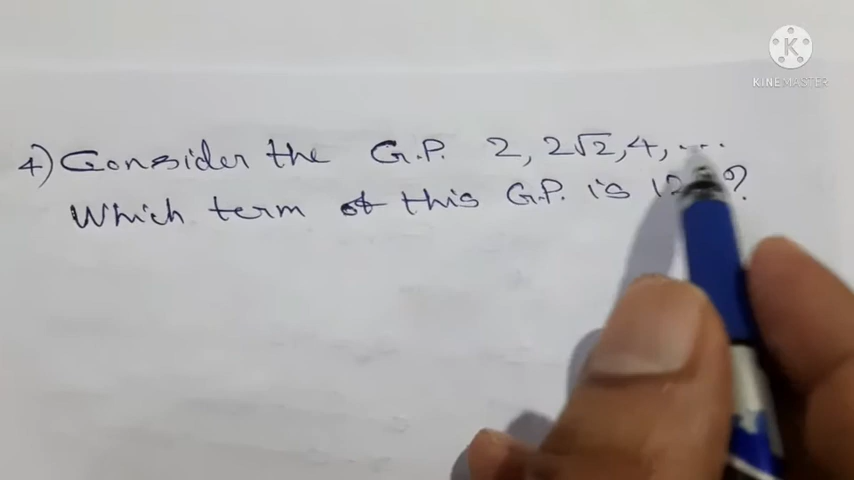 K
KINEMASTER
4) Consider the G.P. 2, 2√2, 4, ...
Which term of this G.P. is ?